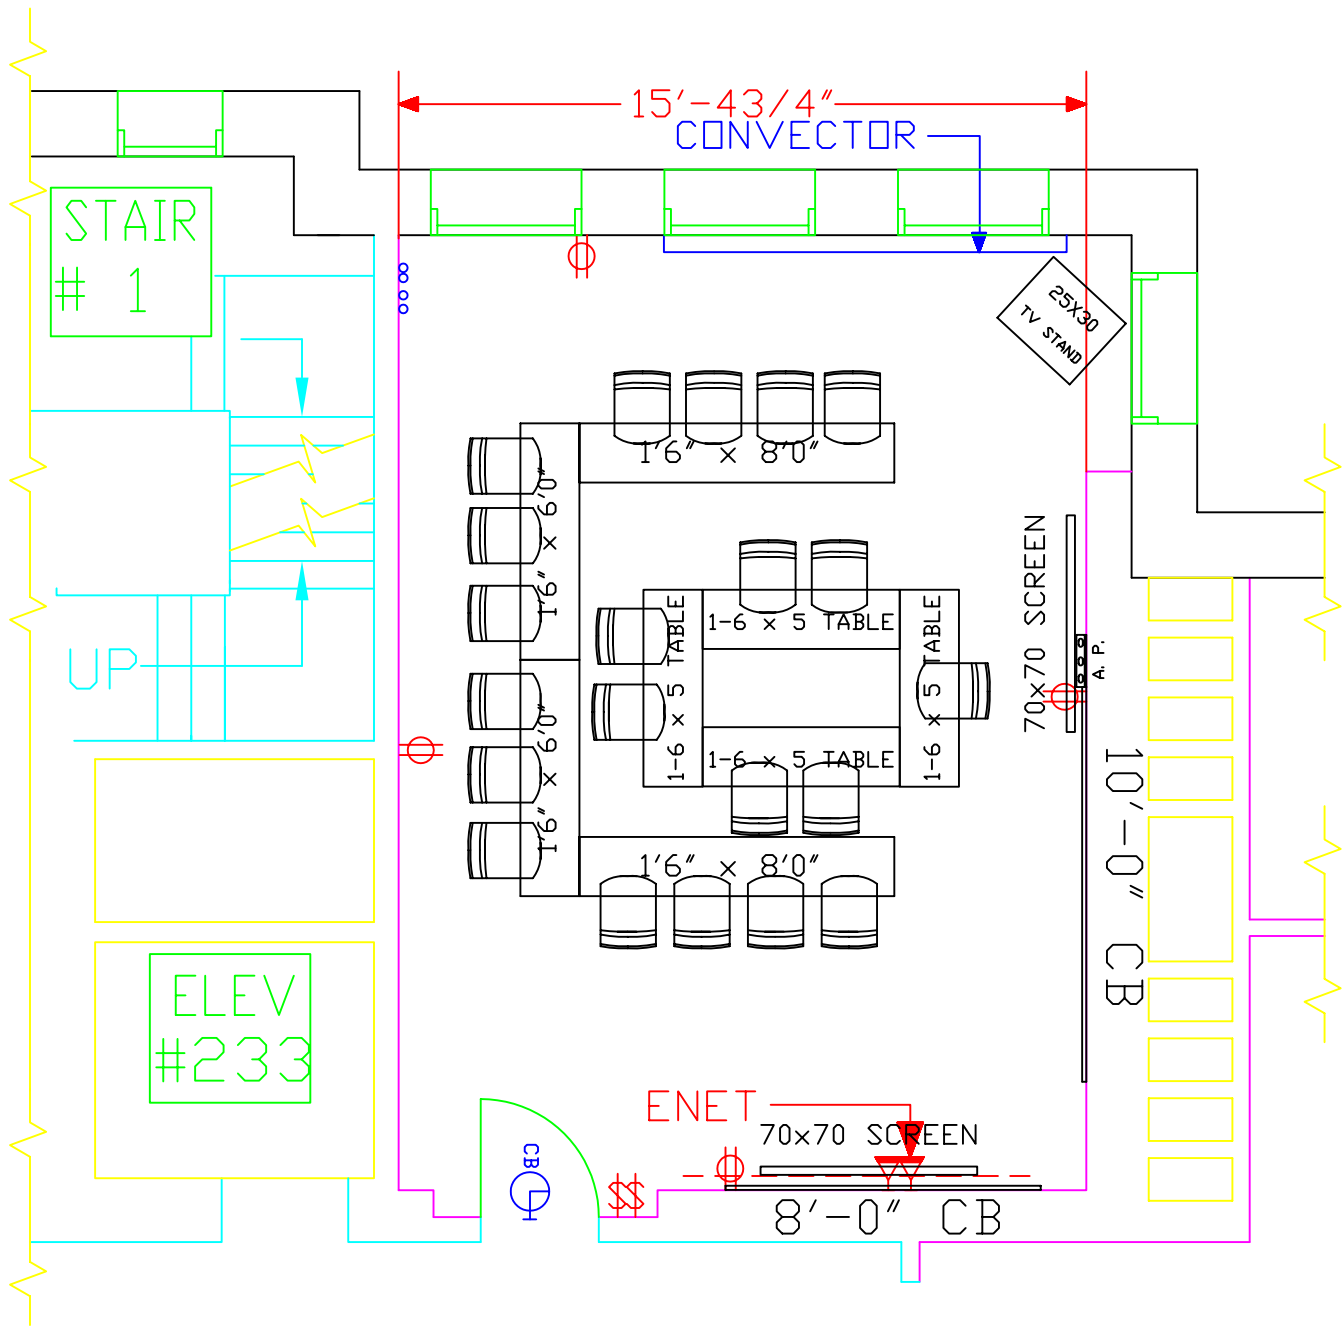 15'-43/4"
CONVECTOR
STAIR
# 1
25X30
TV STAND
1'6" x 8'0"
1'6" x 6'0"
70x70 SCREEN
1-6 x 5 TABLE
1-6 x 5 TABLE
1-6 x 5 TABLE
A. P.
UP
1'6" x 6'0"
1-6 x 5 TABLE
10'-0" CB
1'6" x 8'0"
ELEV
#233
ENET
70x70 SCREEN
CB
$$
8'-0" CB